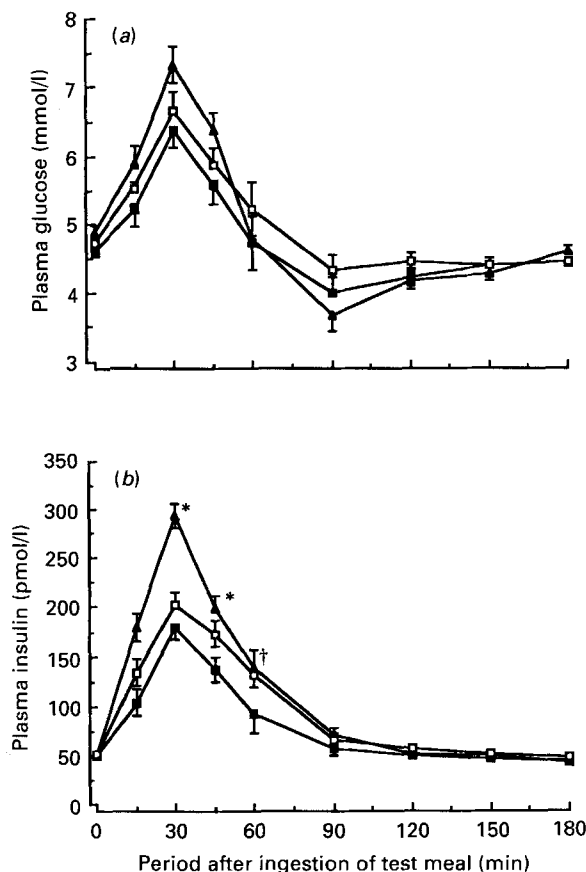 (a)
8
7
6
5
4
3
Plasma glucose (mmol/l)
(b)
350
300
250
200
150
100
50
0
Plasma insulin (pmol/l)
*
*
†
0 30 60 90 120 150 180
Period after ingestion of test meal (min)